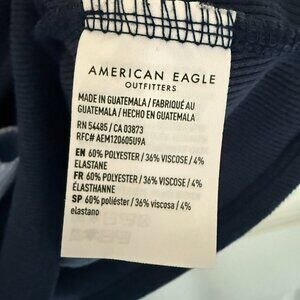 AMERICAN EAGLE
OUTFITTERS
MADE IN GUATEMALA / FABRIQUÉ AU
GUATEMALA / HECHO EN GUATEMALA
RN 54485 / CA 03873
RFC# AEM120605U9A
EN 60% POLYESTER / 36% VISCOSE / 4%
ELASTANE
FR 60% POLYESTER / 36% VISCOSE / 4%
ÉLASTHANNE
SP 60% poliéster / 36% viscosa / 4%
elastano